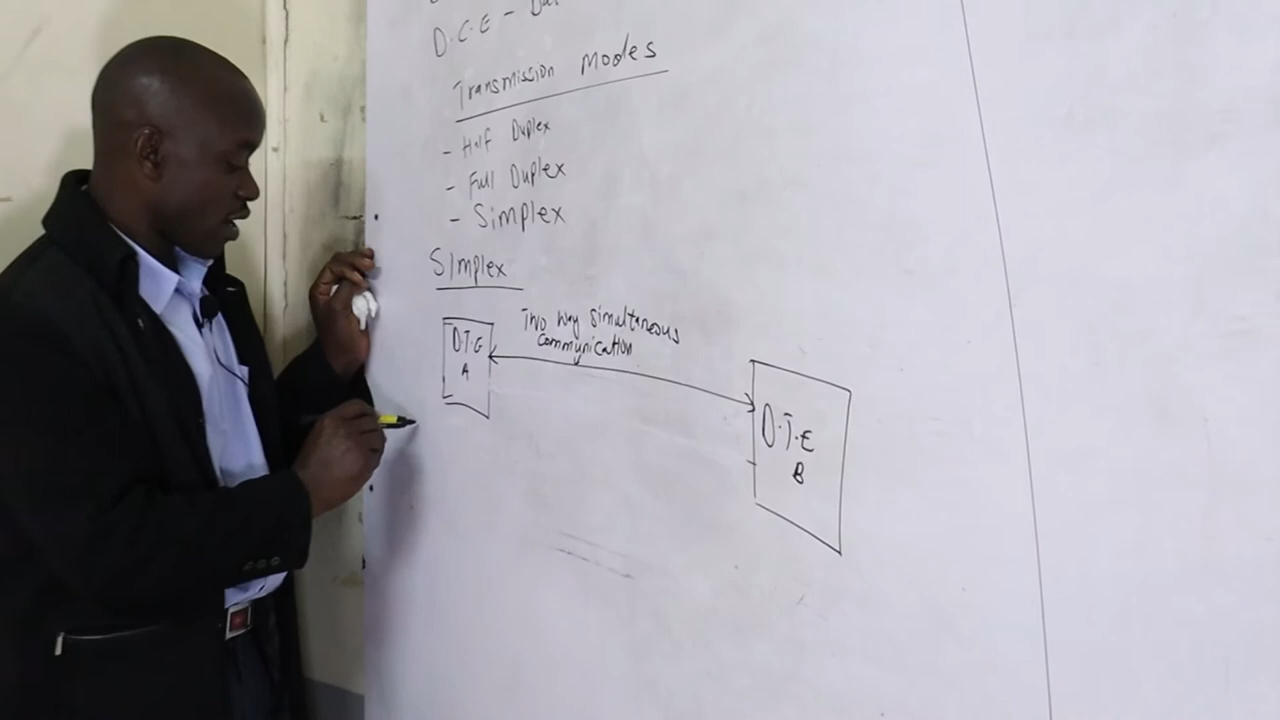 D.C.E -
Transmission Modes
- Half Duplex
- Full Duplex
- Simplex
Simplex
Two way simultaneous
communication
D.T.E
A
D.T.E
B